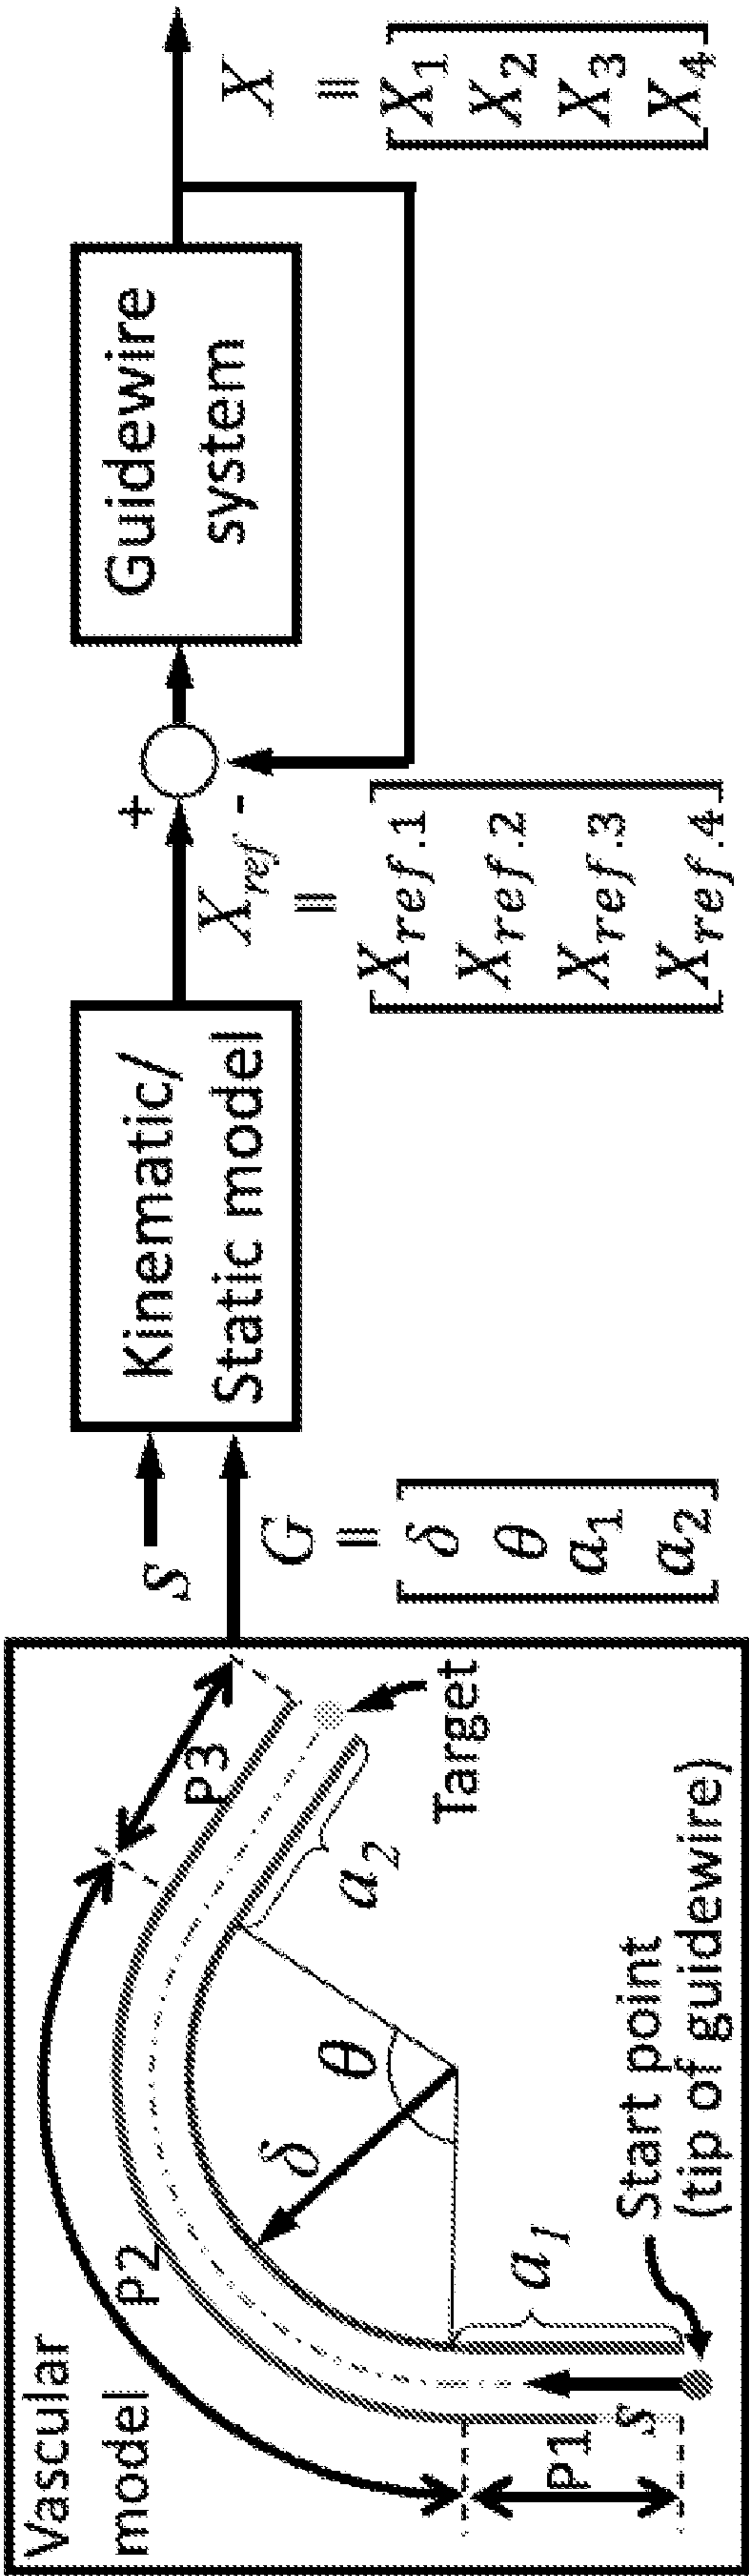 Vascular
model
P2
P3
P1
δ
θ
a1
a2
s
Target
Start point
(tip of guidewire)
s
G
≡
δ
θ
a1
a2
Kinematic/
Static model
+
-
Xref
≡
Xref.1
Xref.2
Xref.3
Xref.4
Guidewire
system
X
≡
X1
X2
X3
X4